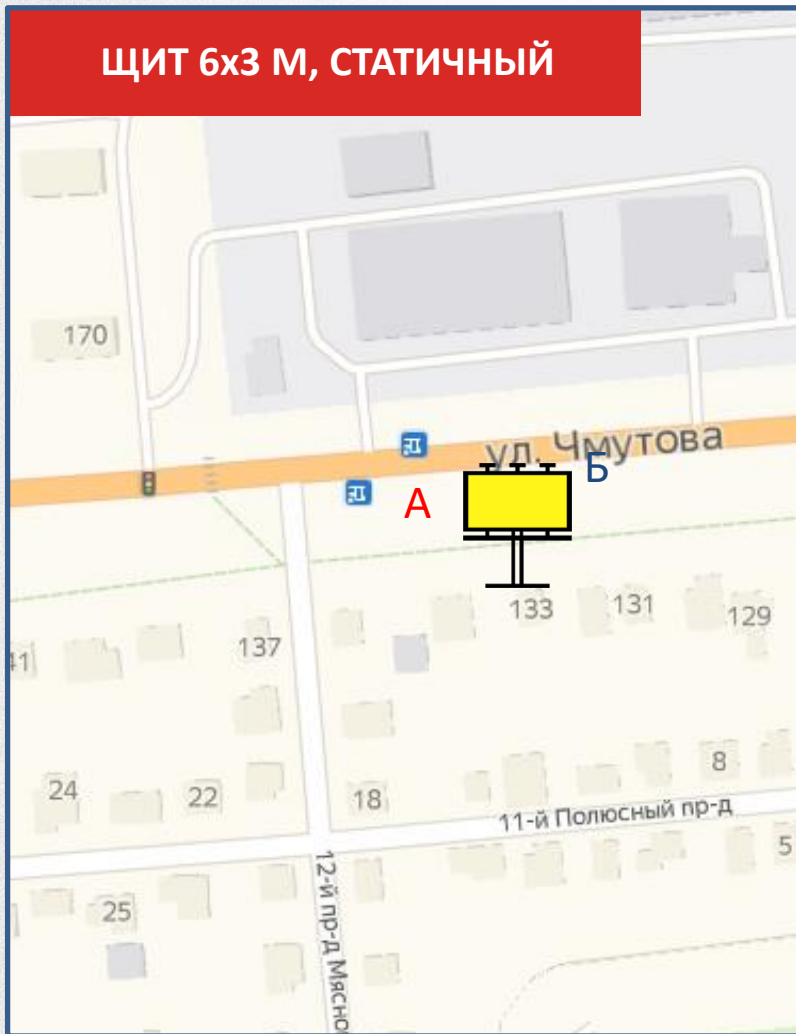 ЩИТ 6х3 М, СТАТИЧНЫЙ
170
ул. Чмутова
Б
А
133
131
129
137
41
8
24
22
18
11-й Полюсный пр-д
5
12-й пр-д Мясно
25